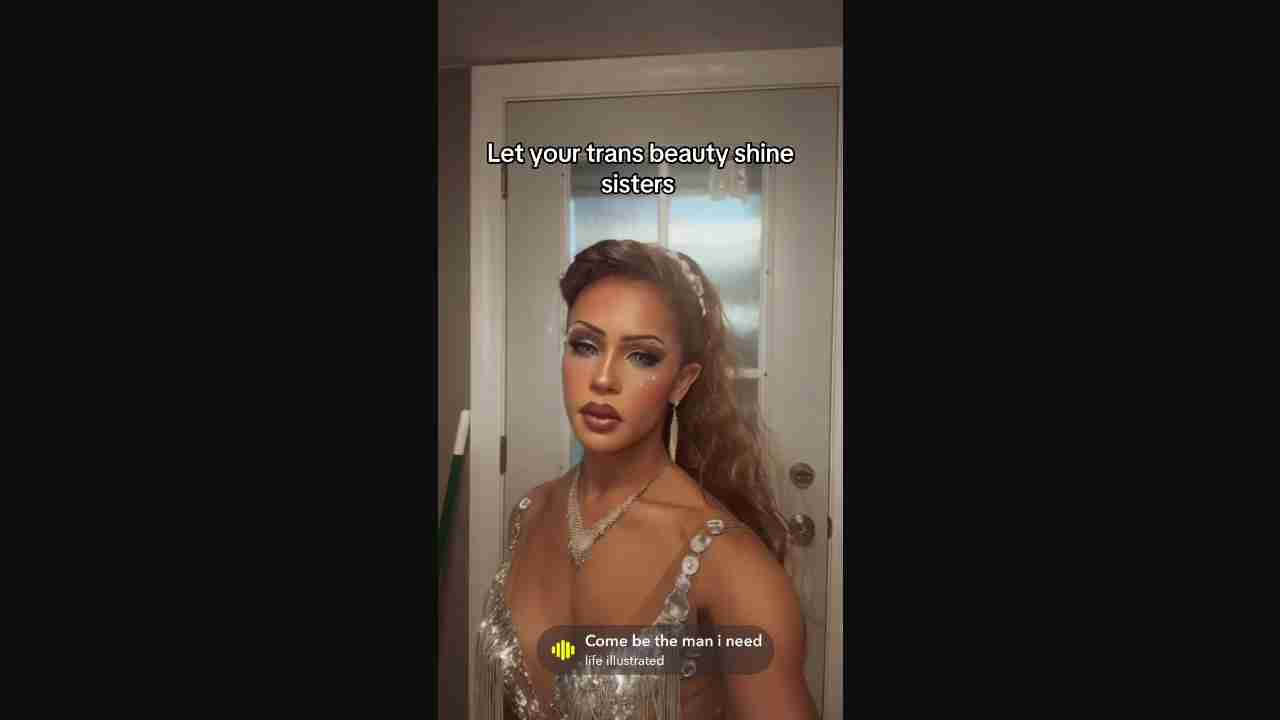 Let your trans beauty shine
sisters
Come be the man i need
life illustrated